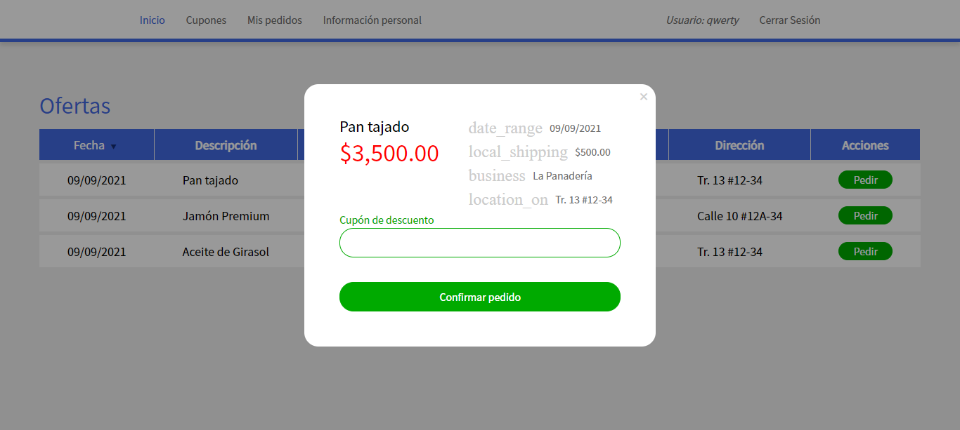 Inicio Cupones Mis pedidos Información personal Usuario: qwerty Cerrar Sesión
Ofertas
Fecha ▼ Descripción Dirección Acciones
09/09/2021 Pan tajado Tr. 13 #12-34 Pedir
09/09/2021 Jamón Premium Calle 10 #12A-34 Pedir
09/09/2021 Aceite de Girasol Tr. 13 #12-34 Pedir
×
Pan tajado
$3,500.00
date_range 09/09/2021
local_shipping $500.00
business La Panadería
location_on Tr. 13 #12-34
Cupón de descuento
Confirmar pedido